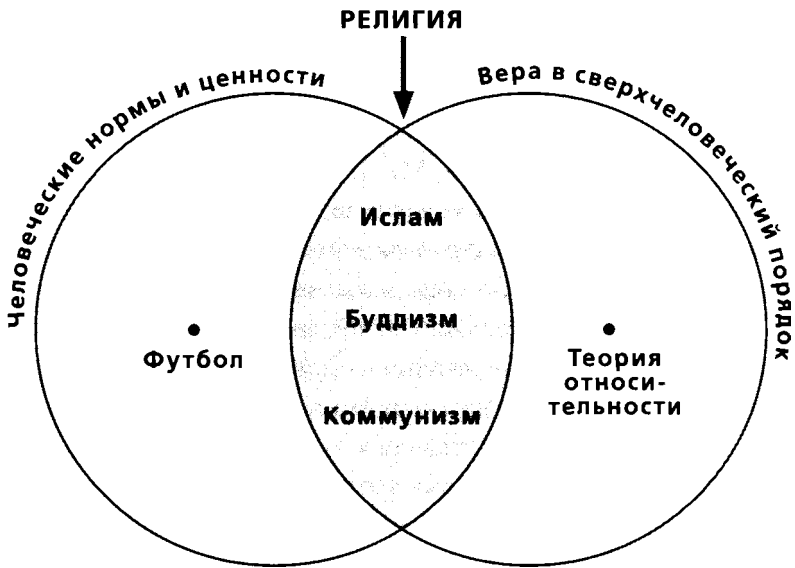 РЕЛИГИЯ
Человеческие нормы и ценности
Вера в сверхчеловеческий порядок
Ислам
Буддизм
Коммунизм
Футбол
Теория
относи-
тельности